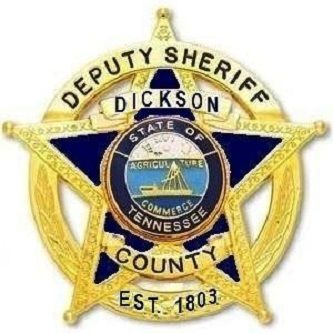 DEPUTY SHERIFF
DICKSON
STATE OF
AGRICULTURE
COMMERCE
TENNESSEE
COUNTY
EST. 1803